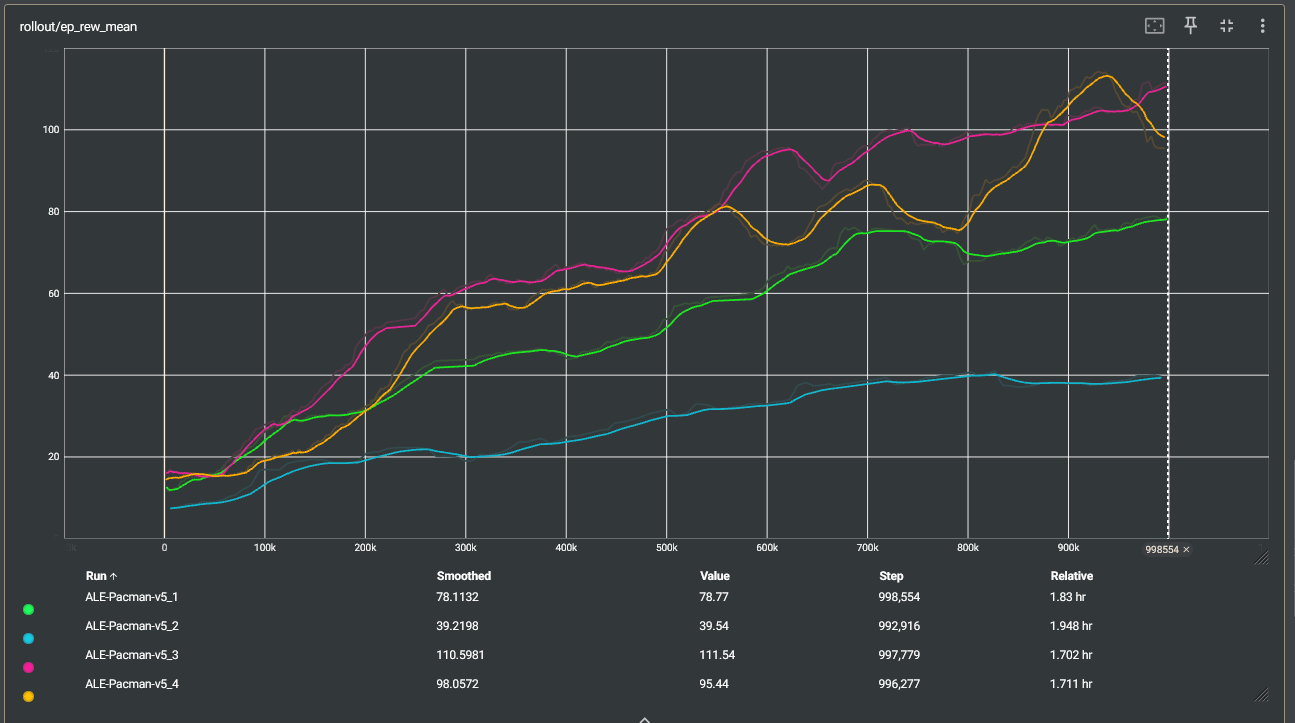 rollout/ep_rew_mean
100
80
60
40
20
0 100k 200k 300k 400k 500k 600k 700k 800k 900k 998554 ×
Run ↑ Smoothed Value Step Relative
ALE-Pacman-v5_1 78.1132 78.77 998,554 1.83 hr
ALE-Pacman-v5_2 39.2198 39.54 992,916 1.948 hr
ALE-Pacman-v5_3 110.5981 111.54 997,779 1.702 hr
ALE-Pacman-v5_4 98.0572 95.44 996,277 1.711 hr